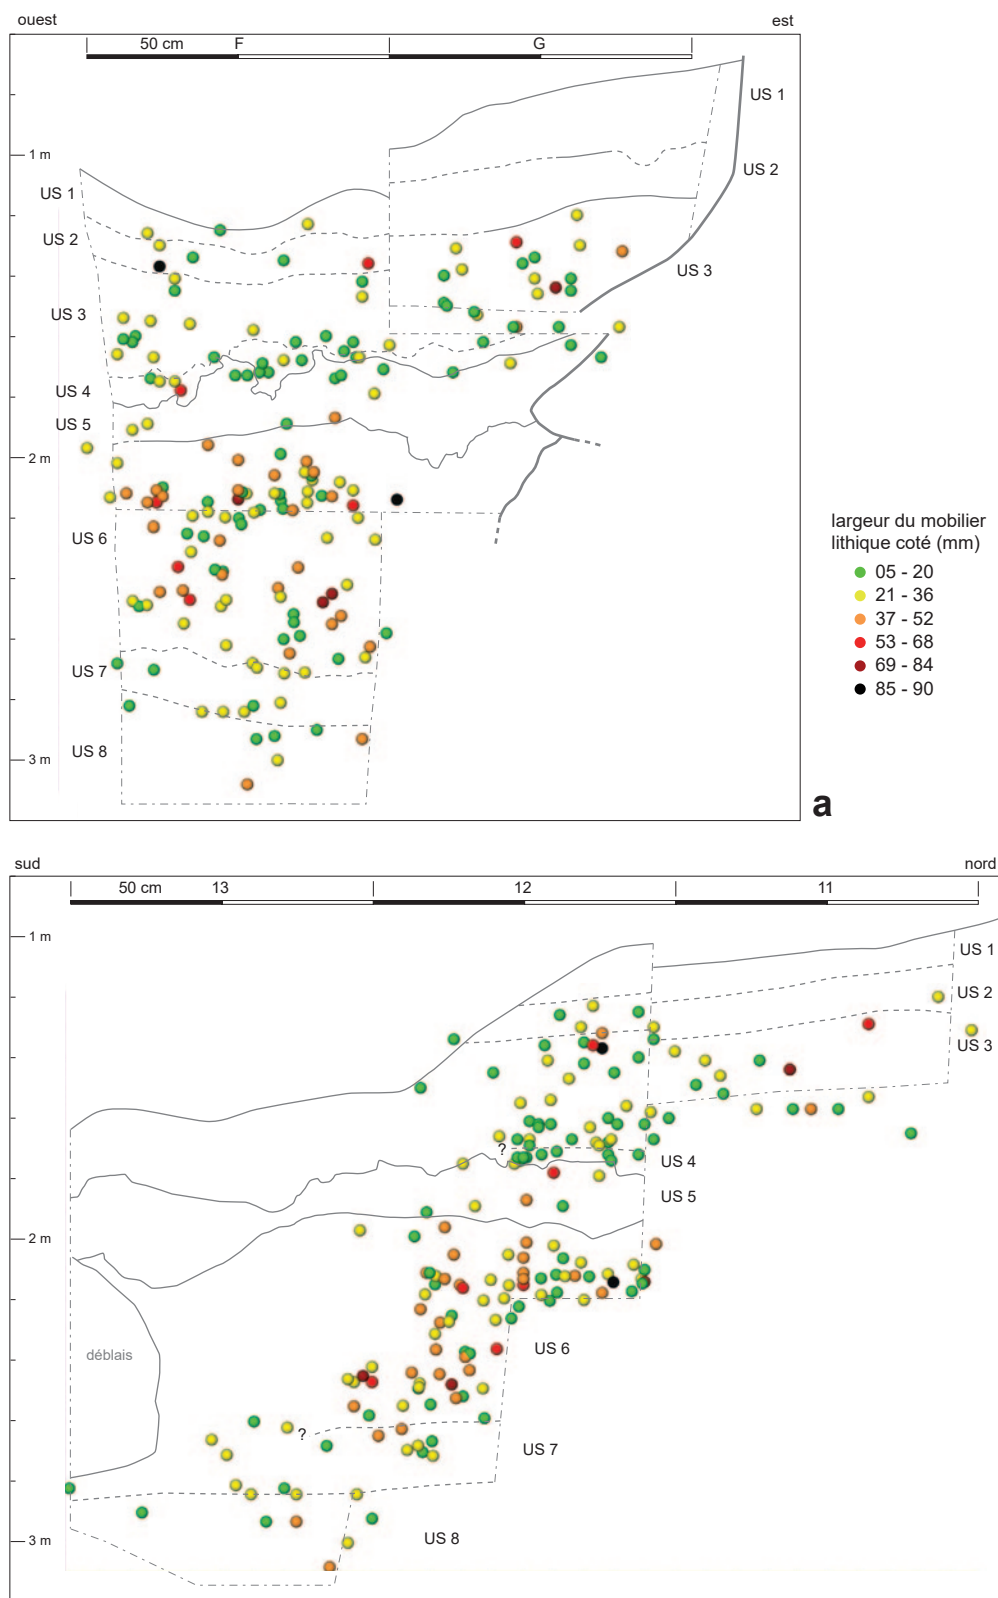 ouest
est
50 cm
F
G
US 1
1 m
US 2
US 1
US 2
US 3
US 3
US 4
US 5
2 m
US 6
US 7
US 8
3 m
largeur du mobilier
lithique coté (mm)
05 - 20
21 - 36
37 - 52
53 - 68
69 - 84
85 - 90
a
sud
nord
50 cm
13
12
11
1 m
US 1
US 2
US 3
?
US 4
US 5
2 m
déblais
US 6
?
US 7
US 8
3 m